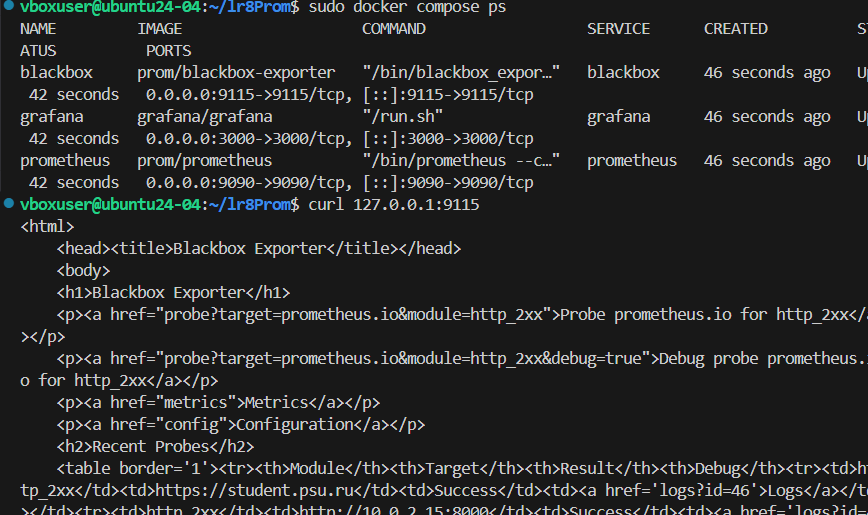 vboxuser@ubuntu24-04:~/lr8Prom$ sudo docker compose ps
NAME IMAGE COMMAND SERVICE CREATED ST
ATUS PORTS
blackbox prom/blackbox-exporter "/bin/blackbox_expor…" blackbox 46 seconds ago Up
42 seconds 0.0.0.0:9115->9115/tcp, [::]:9115->9115/tcp
grafana grafana/grafana "/run.sh" grafana 46 seconds ago Up
42 seconds 0.0.0.0:3000->3000/tcp, [::]:3000->3000/tcp
prometheus prom/prometheus "/bin/prometheus --c…" prometheus 46 seconds ago Up
42 seconds 0.0.0.0:9090->9090/tcp, [::]:9090->9090/tcp
vboxuser@ubuntu24-04:~/lr8Prom$ curl 127.0.0.1:9115
<html>
<head><title>Blackbox Exporter</title></head>
<body>
<h1>Blackbox Exporter</h1>
<p><a href="probe?target=prometheus.io&module=http_2xx">Probe prometheus.io for http_2xx</a
></p>
<p><a href="probe?target=prometheus.io&module=http_2xx&debug=true">Debug probe prometheus.i
o for http_2xx</a></p>
<p><a href="metrics">Metrics</a></p>
<p><a href="config">Configuration</a></p>
<h2>Recent Probes</h2>
<table border='1'><tr><th>Module</th><th>Target</th><th>Result</th><th>Debug</th><tr><td>ht
tp_2xx</td><td>https://student.psu.ru</td><td>Success</td><td><a href='logs?id=46'>Logs</a></td
></td><tr><td>http_2xx</td><td>http://10.0.2.15:8000</td><td>Success</td><td><a href='logs?id=